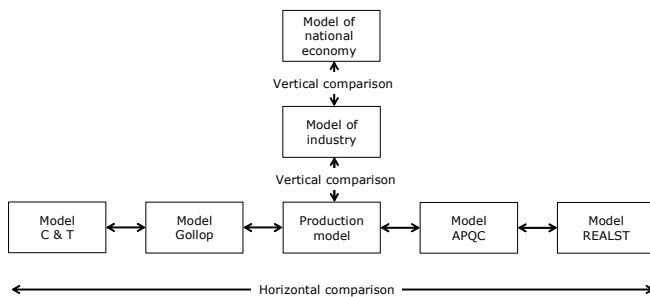 Model of
national
economy
Vertical comparison
Model of
industry
Vertical comparison
Model
C & T
Model
Gollop
Production
model
Model
APQC
Model
REALST
Horizontal comparison